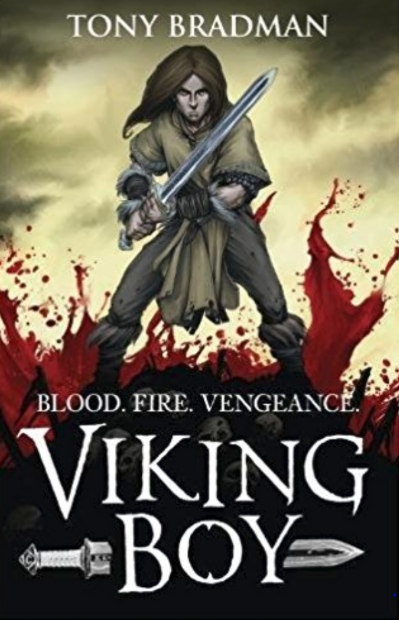 TONY BRADMAN
BLOOD. FIRE. VENGEANCE.
VIKING
BOY